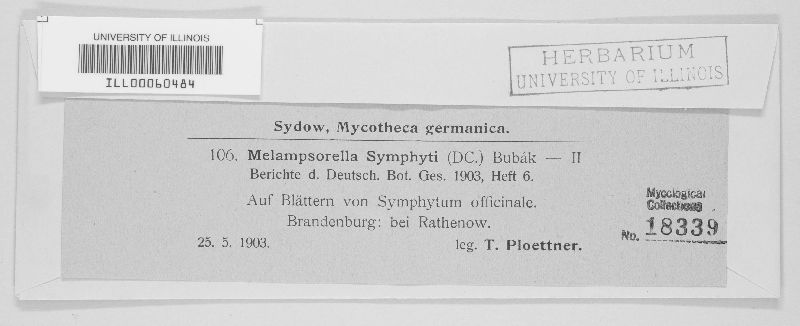 UNIVERSITY OF ILLINOIS
ILL00060484
HERBARIUM
UNIVERSITY OF ILLINOIS
Sydow, Mycotheca germanica.
106. Melampsorella Symphyti (DC.) Bubák — II
Berichte d. Deutsch. Bot. Ges. 1903, Heft 6.
Auf Blättern von Symphytum officinale.
Brandenburg: bei Rathenow.
25. 5. 1903. leg. T. Ploettner.
Mycological
Collections
No. 18339